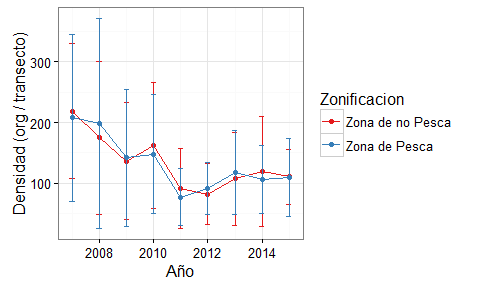 Densidad (org / transecto)
300
200
100
2008 2010 2012 2014
Año
Zonificacion
Zona de no Pesca
Zona de Pesca